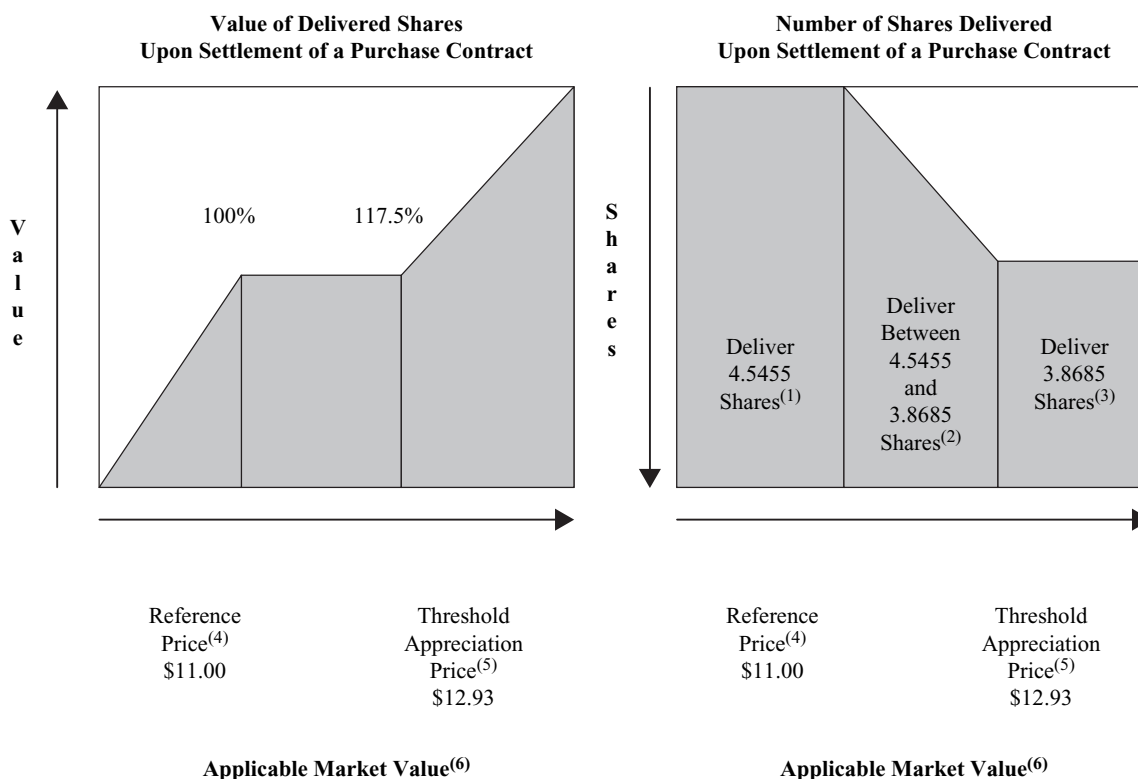 Value of Delivered Shares
Upon Settlement of a Purchase Contract
Value
100%
117.5%
Reference
Price(4)
$11.00
Threshold
Appreciation
Price(5)
$12.93
Applicable Market Value(6)
Number of Shares Delivered
Upon Settlement of a Purchase Contract
Shares
Deliver
4.5455
Shares(1)
Deliver
Between
4.5455
and
3.8685
Shares(2)
Deliver
3.8685
Shares(3)
Reference
Price(4)
$11.00
Threshold
Appreciation
Price(5)
$12.93
Applicable Market Value(6)